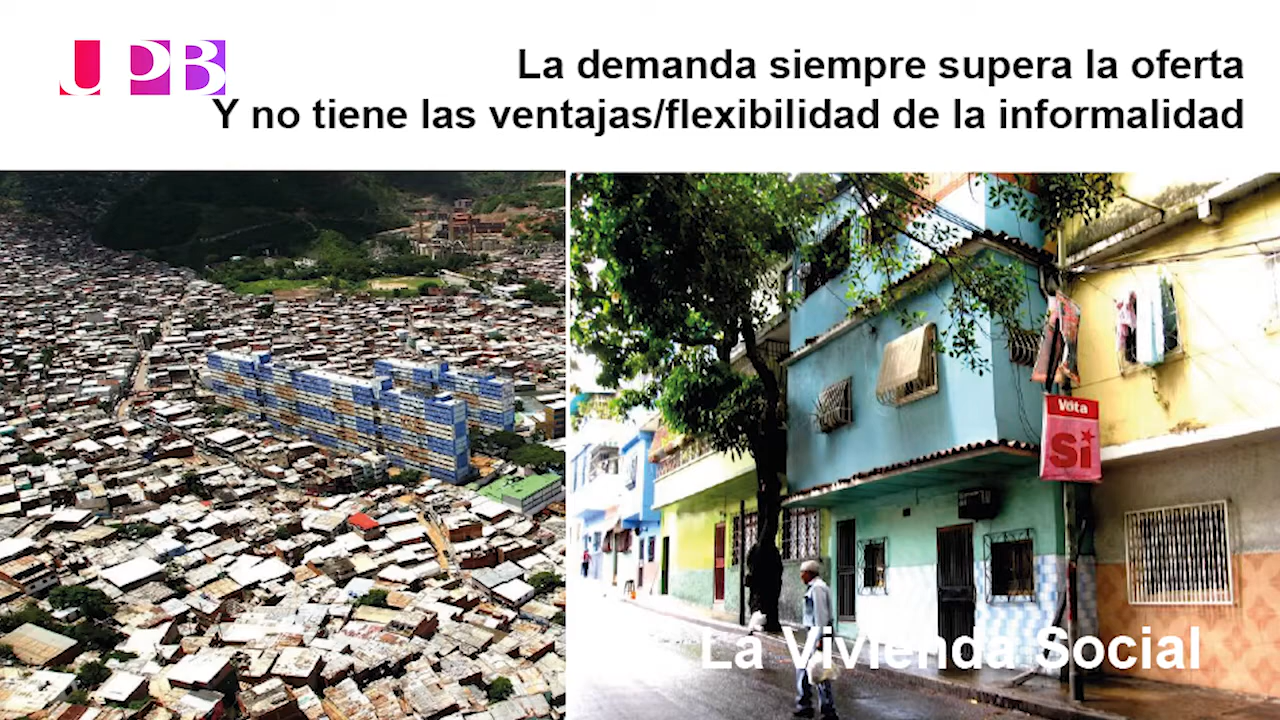 UPB
La demanda siempre supera la oferta
Y no tiene las ventajas/flexibilidad de la informalidad
Vota
Sí
La Vivienda Social